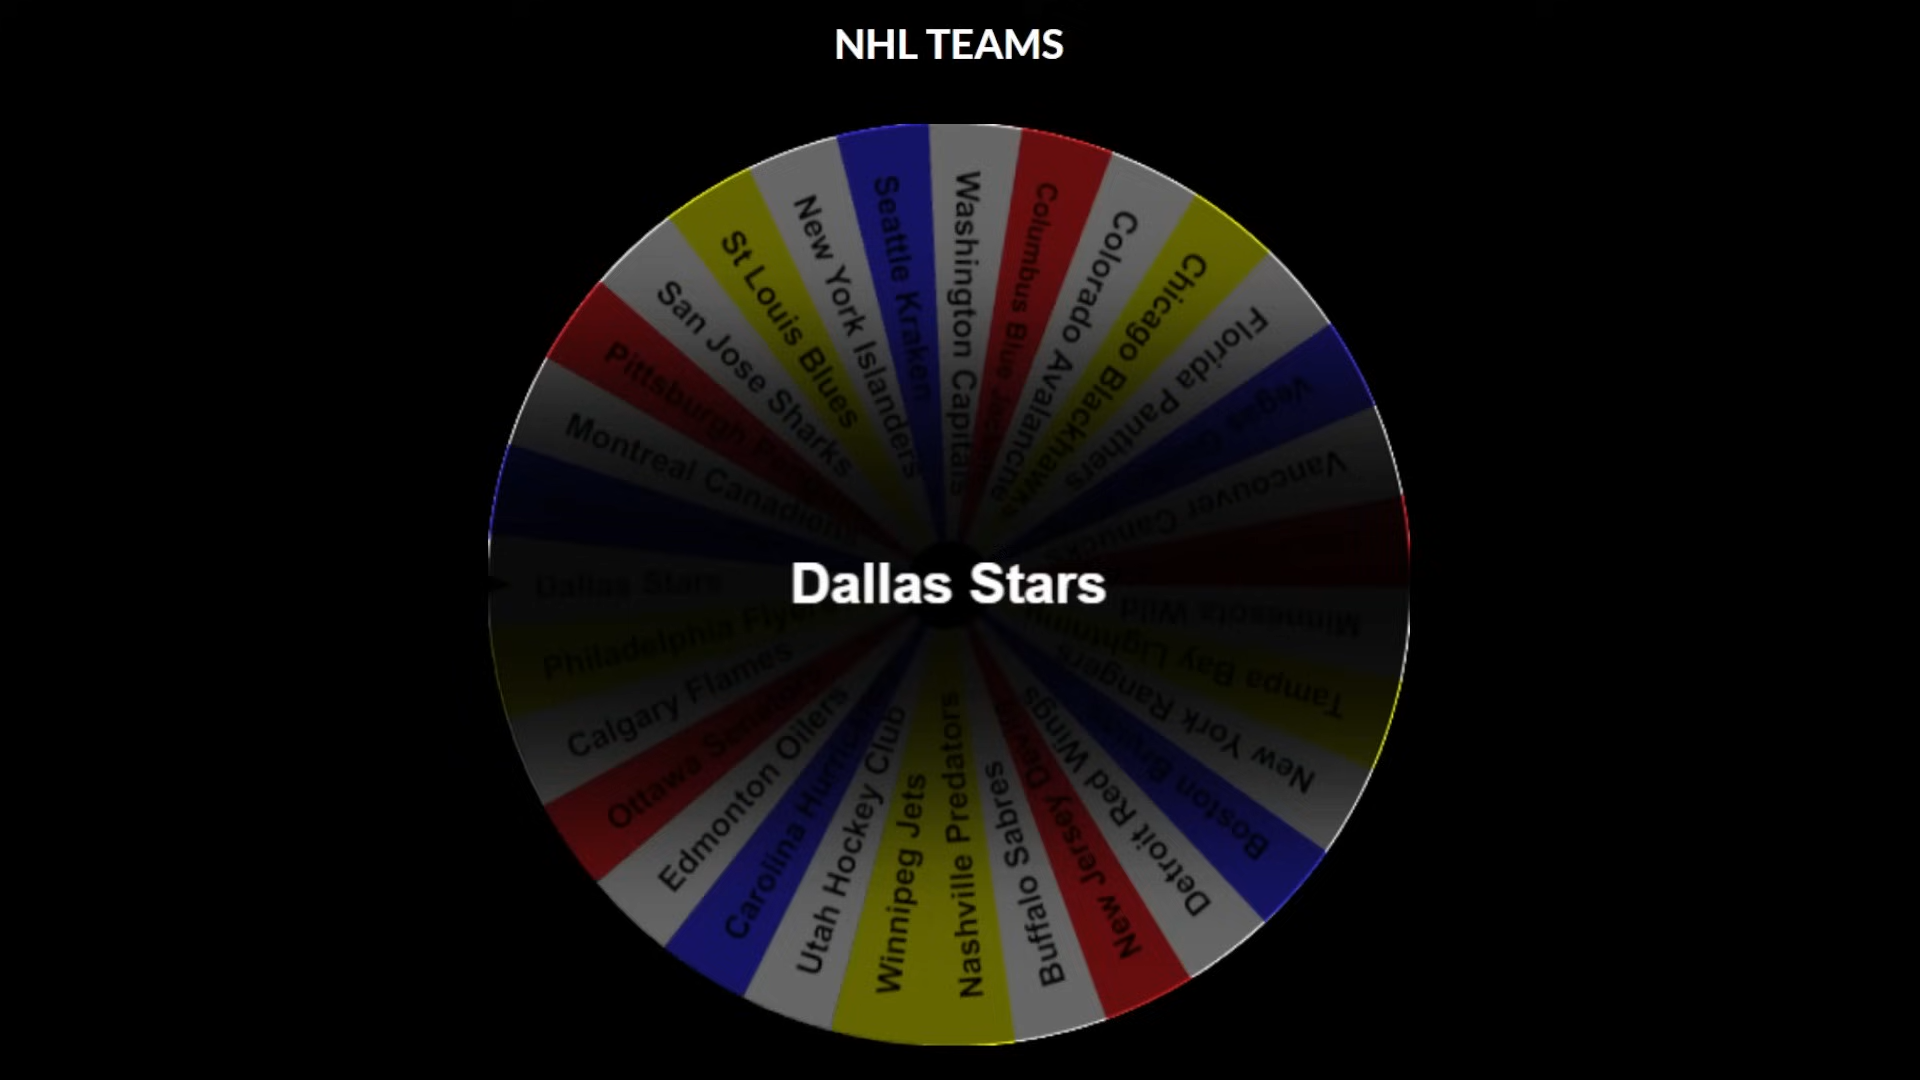 NHL TEAMS
Washington Capitals
Columbus Blue
Colorado Avalanche
Chicago Blackhawks
Florida Panthers
Vegas
Vancouver Canucks
Minnesota Wild
Tampa Bay Lightning
New York Rangers
Boston Bruins
Detroit Red Wings
New Jersey Devils
Buffalo Sabres
Nashville Predators
Winnipeg Jets
Utah Hockey Club
Carolina Hurricanes
Edmonton Oilers
Ottawa Senators
Calgary Flames
Philadelphia Flyers
Dallas Stars
Montreal Canadiens
Pittsburgh
San Jose Sharks
St Louis Blues
New York Islanders
Seattle Kraken
Dallas Stars